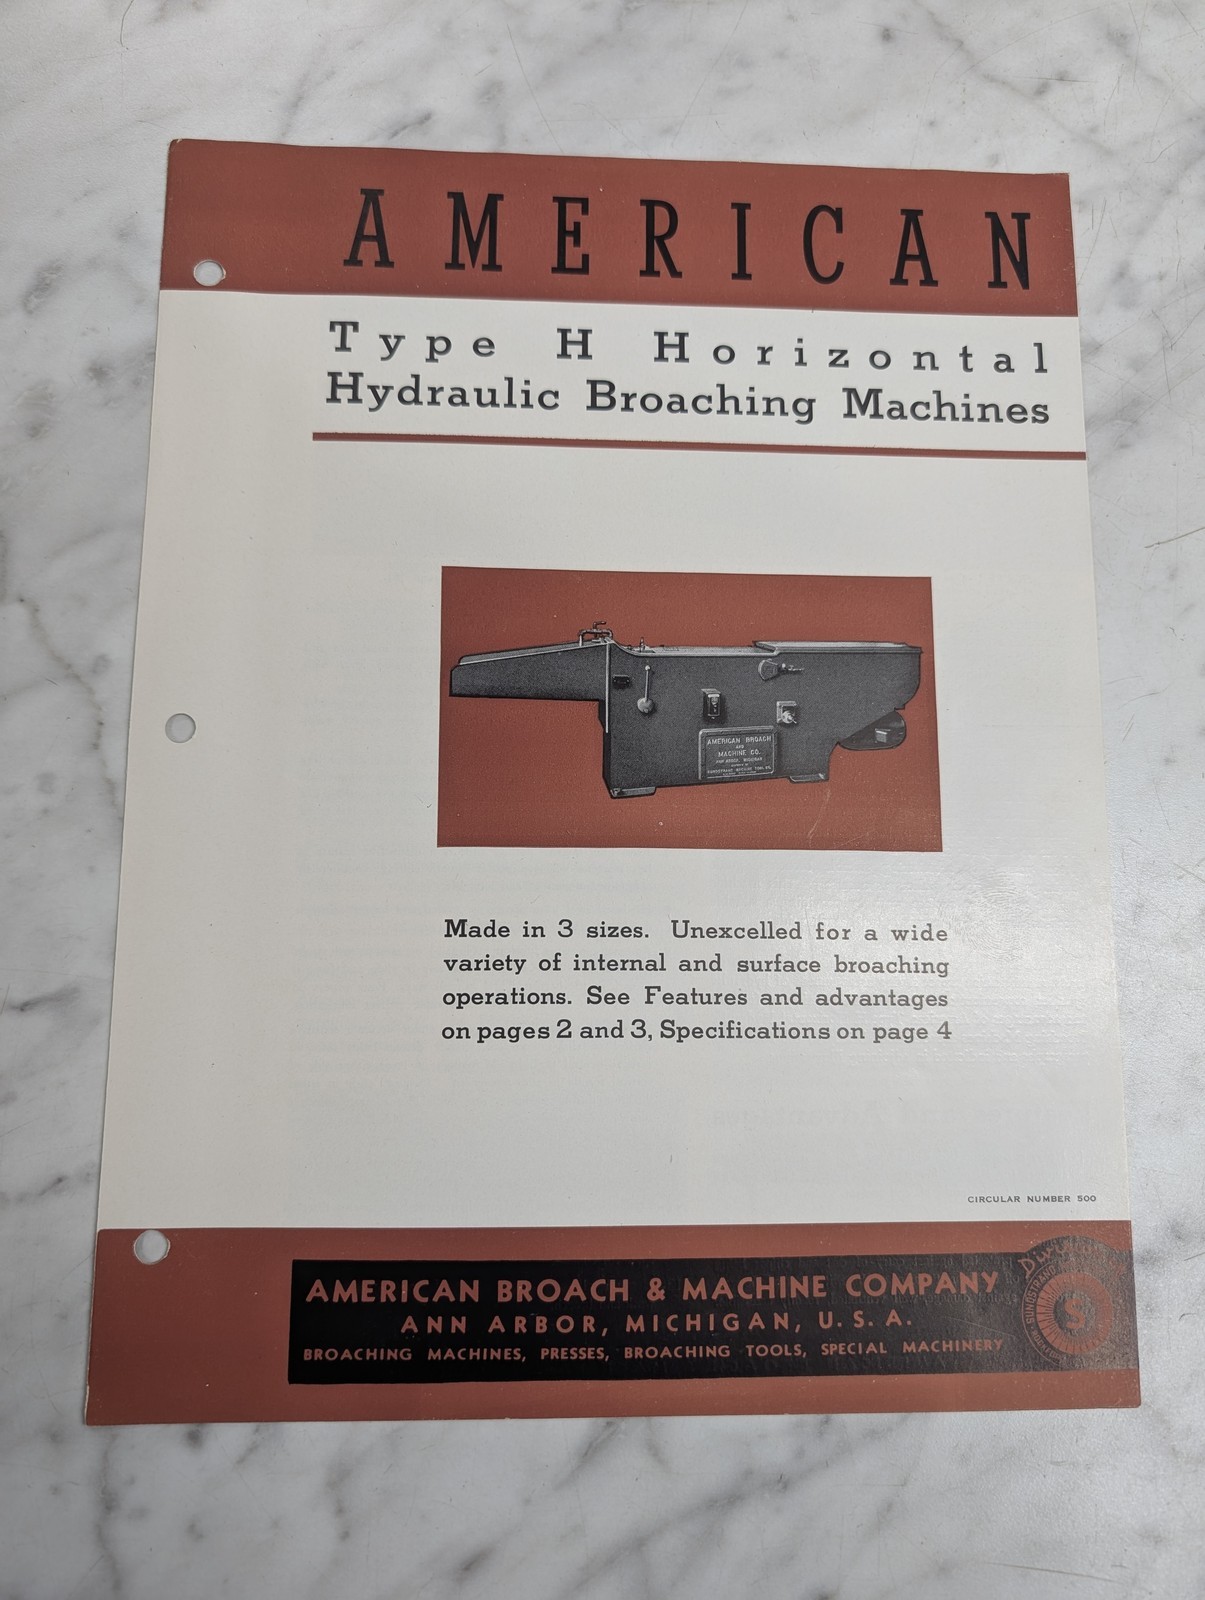 AMERICAN
Type H Horizontal
Hydraulic Broaching Machines
AMERICAN BROACH
AND
MACHINE CO.
ANN ARBOR, MICHIGAN
Made in 3 sizes. Unexcelled for a wide
variety of internal and surface broaching
operations. See Features and advantages
on pages 2 and 3, Specifications on page 4
CIRCULAR NUMBER 500
AMERICAN BROACH & MACHINE COMPANY
ANN ARBOR, MICHIGAN, U. S. A.
BROACHING MACHINES, PRESSES, BROACHING TOOLS, SPECIAL MACHINERY
Division
SUNDSTRAND
S